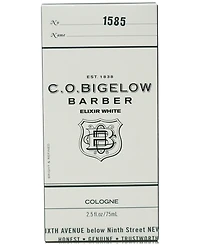 No 1585
Name
EST 1838
C.O.BIGELOW
BARBER
ELIXIR WHITE
COLOGNE
2.5 fl oz/75mL
IXTH AVENUE below Ninth Street NEW
HONEST • GENUINE • TRUSTWORTH